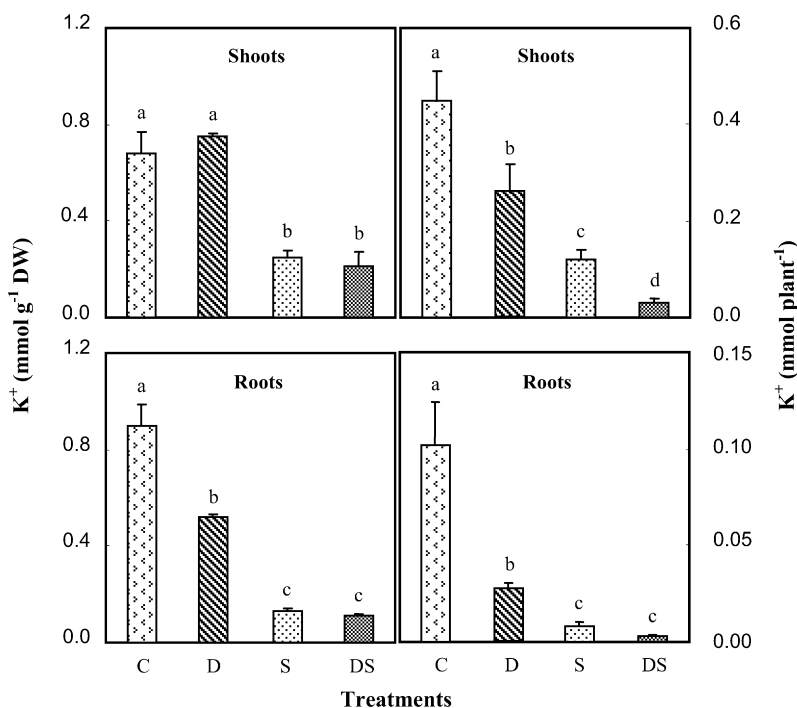 1.2
0.8
0.4
0.0
Shoots
a
a
b
b
Shoots
a
b
c
d
0.6
0.4
0.2
0.0
K⁺ (mmol g⁻¹ DW)
K⁺ (mmol plant⁻¹)
1.2
0.8
0.4
0.0
Roots
a
b
c
c
Roots
a
b
c
c
0.15
0.10
0.05
0.00
C D S DS C D S DS
Treatments